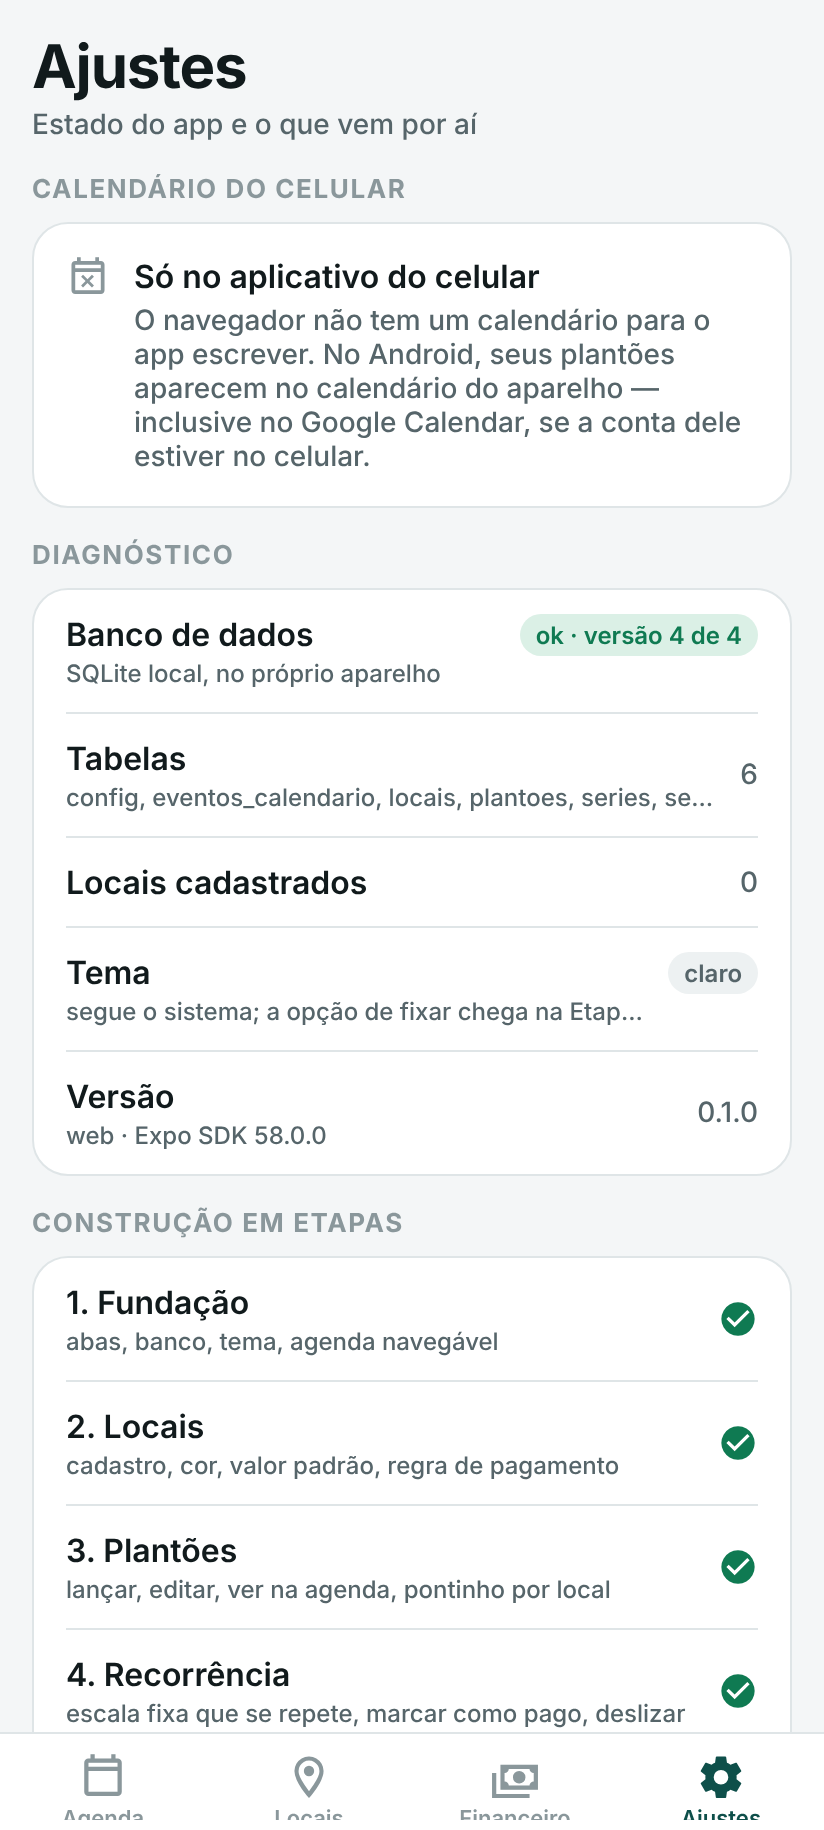 Ajustes
Estado do app e o que vem por aí
CALENDÁRIO DO CELULAR
Só no aplicativo do celular
O navegador não tem um calendário para o
app escrever. No Android, seus plantões
aparecem no calendário do aparelho —
inclusive no Google Calendar, se a conta dele
estiver no celular.
DIAGNÓSTICO
Banco de dados
ok · versão 4 de 4
SQLite local, no próprio aparelho
Tabelas
6
config, eventos_calendario, locais, plantoes, series, se...
Locais cadastrados
0
Tema
claro
segue o sistema; a opção de fixar chega na Etap...
Versão
0.1.0
web · Expo SDK 58.0.0
CONSTRUÇÃO EM ETAPAS
1. Fundação
abas, banco, tema, agenda navegável
2. Locais
cadastro, cor, valor padrão, regra de pagamento
3. Plantões
lançar, editar, ver na agenda, pontinho por local
4. Recorrência
escala fixa que se repete, marcar como pago, deslizar
Agenda
Locais
Financeiro
Ajustes